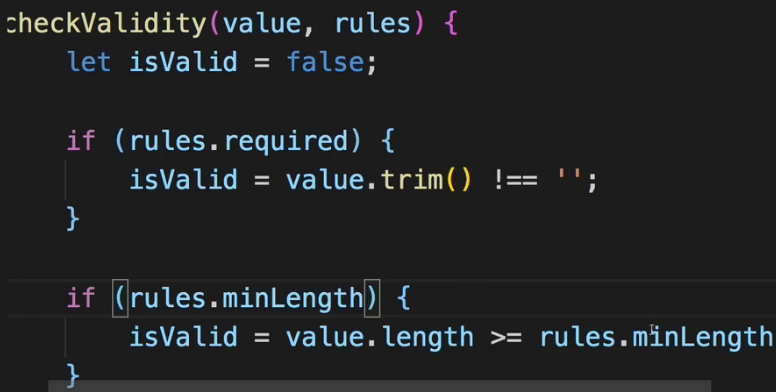 checkValidity(value, rules) {
let isValid = false;
if (rules.required) {
isValid = value.trim() !== '';
}
if (rules.minLength) {
isValid = value.length >= rules.minLength
}